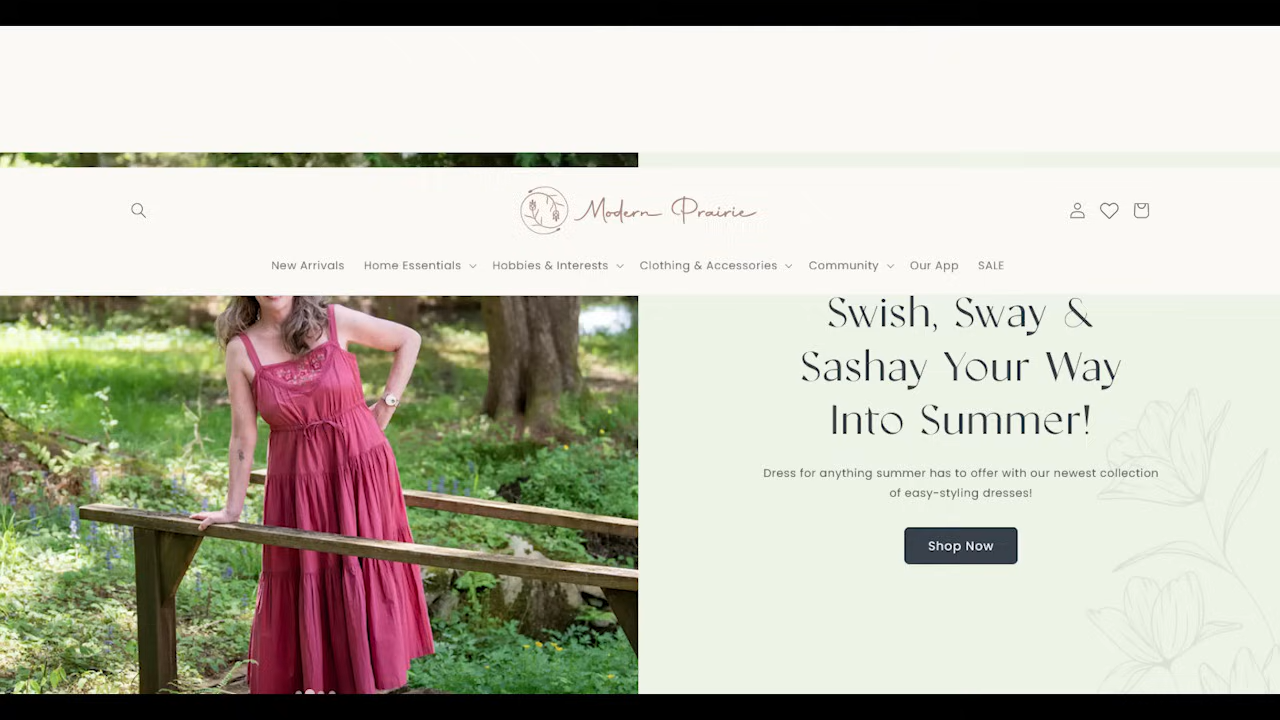 Modern Prairie
New Arrivals Home Essentials Hobbies & Interests Clothing & Accessories Community Our App SALE
Swish, Sway &
Sashay Your Way
Into Summer!
Dress for anything summer has to offer with our newest collection
of easy-styling dresses!
Shop Now